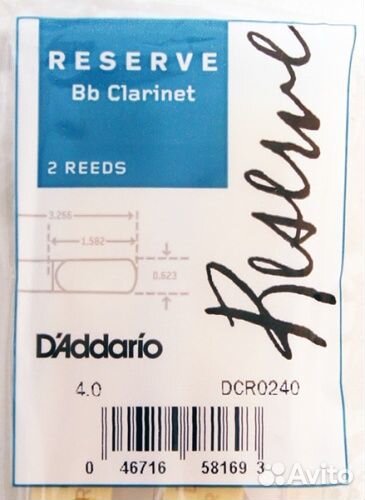 RESERVE
Bb Clarinet
2 REEDS
Reserve
3.266
1.582
0.623
D'Addario
4.0 DCR0240
0 46716 58169 3
Avito